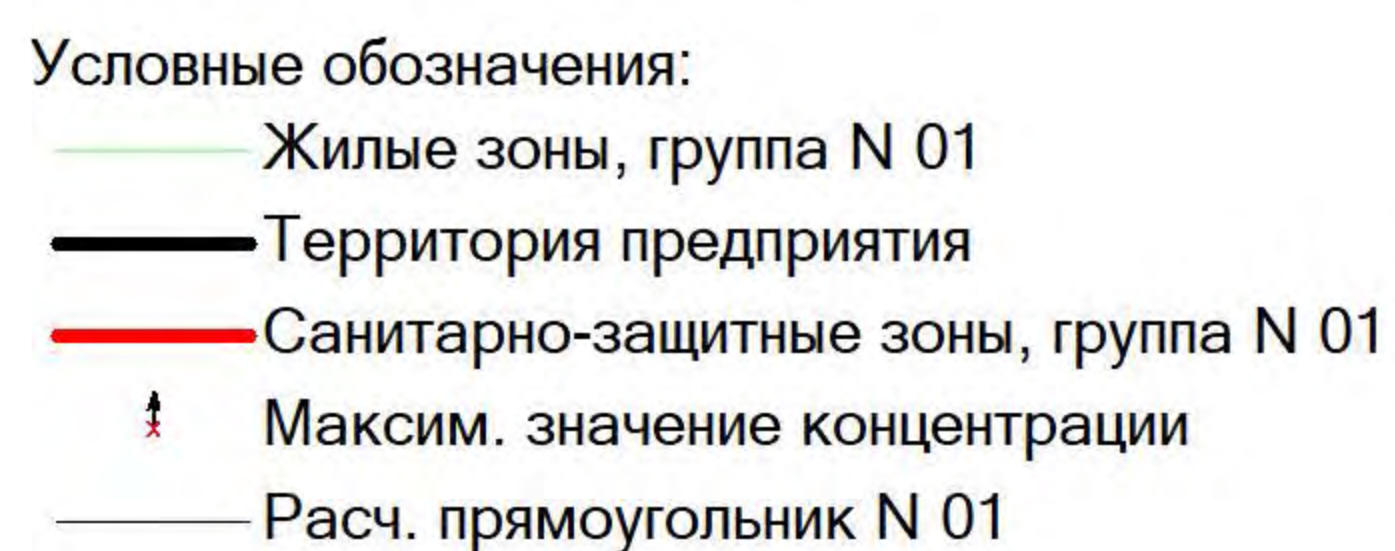 Условные обозначения:
Жилые зоны, группа N 01
Территория предприятия
Санитарно-защитные зоны, группа N 01
Максим. значение концентрации
Расч. прямоугольник N 01